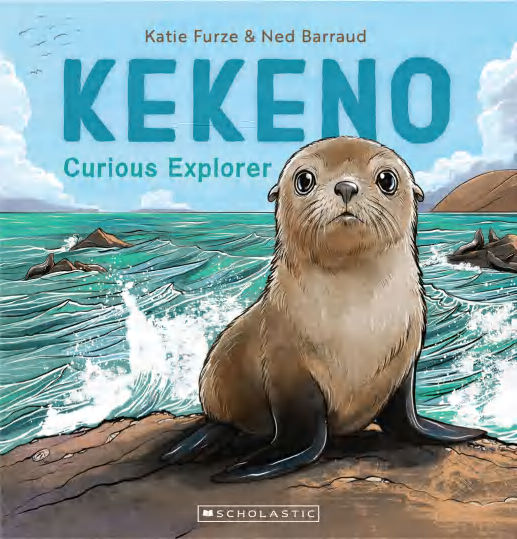 Katie Furze & Ned Barraud
KEKENO
Curious Explorer
SCHOLASTIC